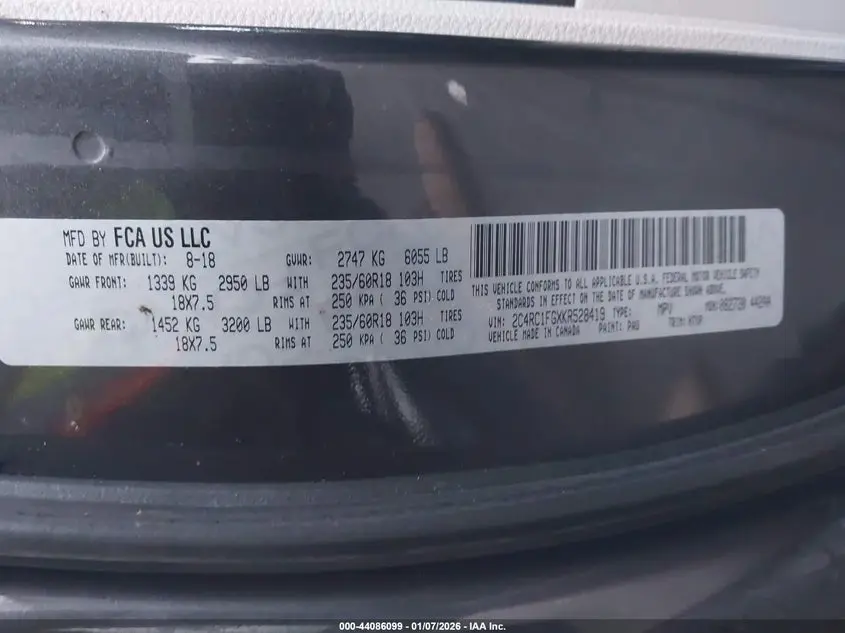 MFD BY FCA US LLC
DATE OF MFR(BUILT): 8-18 GVWR: 2747 KG 6055 LB
GAWR FRONT: 1339 KG 2950 LB WITH 235/60R18 103H TIRES
18X7.5 RIMS AT 250 KPA ( 36 PSI) COLD
GAWR REAR: 1452 KG 3200 LB WITH 235/60R18 103H TIRES
18X7.5 RIMS AT 250 KPA ( 36 PSI) COLD
THIS VEHICLE CONFORMS TO ALL APPLICABLE U.S.A. FEDERAL MOTOR VEHICLE SAFETY
STANDARDS IN EFFECT ON THE DATE OF MANUFACTURE SHOWN ABOVE.
VIN: 2C4RC1FGXKR528419 TYPE: MPV MDH:
VEHICLE MADE IN CANADA PAINT: PAU TRIM:
000-44086099 — 01/07/2026 — IAA Inc.